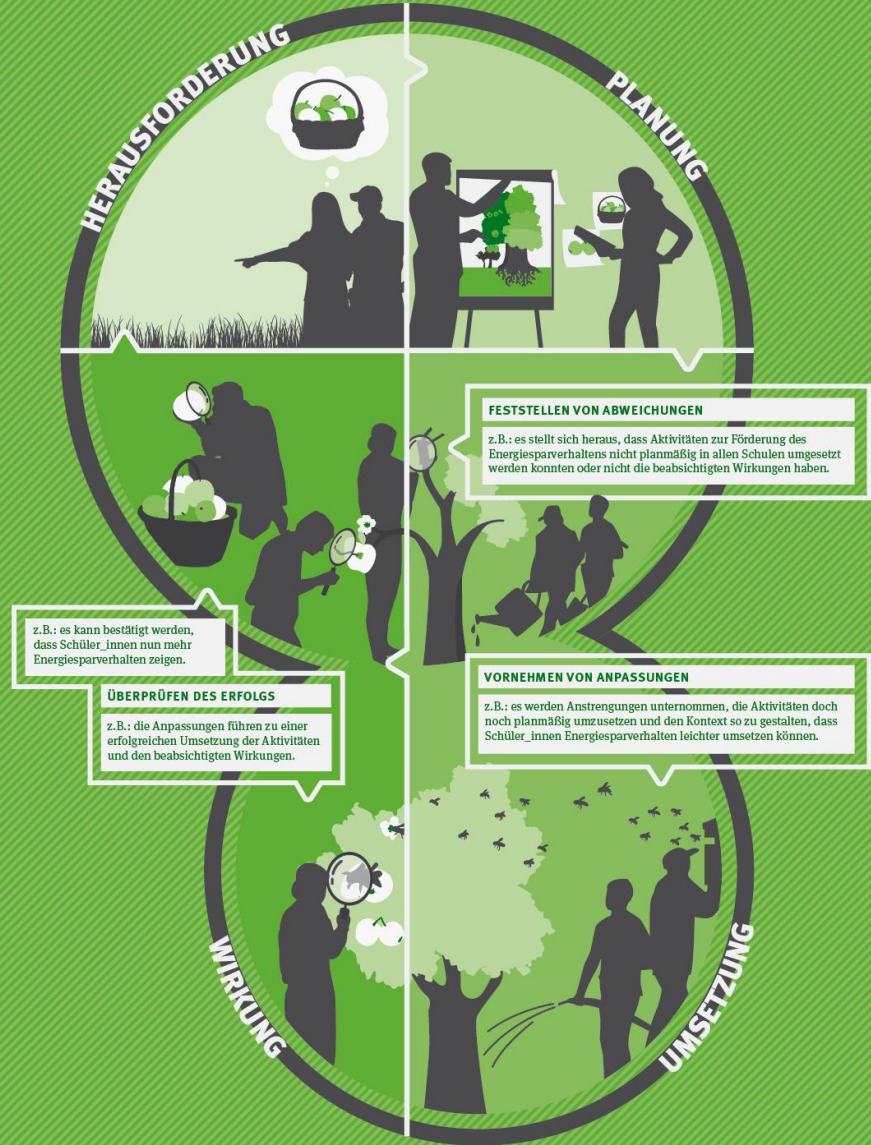 HERAUSFORDERUNG
PLANUNG
FESTSTELLEN VON ABWEICHUNGEN
z.B.: es stellt sich heraus, dass Aktivitäten zur Förderung des
Energiesparverhaltens nicht planmäßig in allen Schulen umgesetzt
werden konnten oder nicht die beabsichtigten Wirkungen haben.
z.B.: es kann bestätigt werden,
dass Schüler_innen nun mehr
Energiesparverhalten zeigen.
ÜBERPRÜFEN DES ERFOLGS
z.B.: die Anpassungen führen zu einer
erfolgreichen Umsetzung der Aktivitäten
und den beabsichtigten Wirkungen.
VORNEHMEN VON ANPASSUNGEN
z.B.: es werden Anstrengungen unternommen, die Aktivitäten doch
noch planmäßig umzusetzen und den Kontext so zu gestalten, dass
Schüler_innen Energiesparverhalten leichter umsetzen können.
WIRKUNG
UMSETZUNG